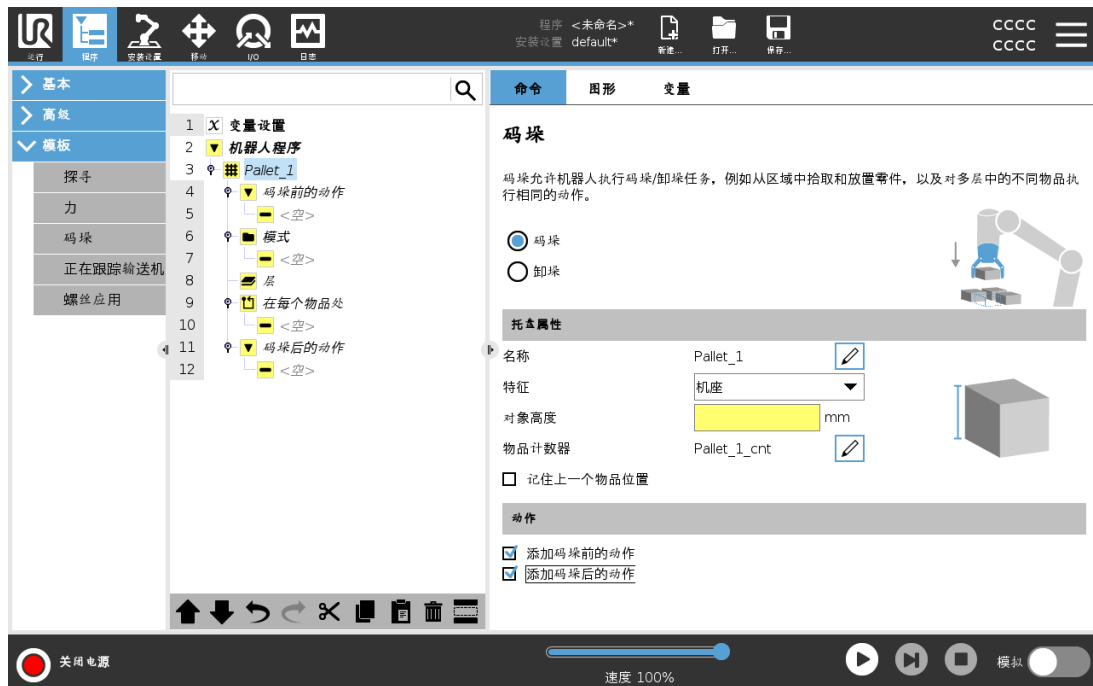 UR
程序 <未命名>*
安装设置 default*
CCCC
CCCC
运行 程序 安装设置 移动 I/O 日志 新建... 打开... 保存...
基本
高级
模板
探寻
力
码垛
正在跟踪输送机
螺丝应用
1 X 变量设置
2 机器人程序
3 Pallet_1
4 码垛前的动作
5 <空>
6 模式
7 <空>
8 层
9 在每个物品处
10 <空>
11 码垛后的动作
12 <空>
命令 图形 变量
码垛
码垛允许机器人执行码垛/卸垛任务，例如从区域中拾取和放置零件，以及对多层中的不同物品执
行相同的动作。
码垛
卸垛
托盘属性
名称 Pallet_1
特征 机座
对象高度 mm
物品计数器 Pallet_1_cnt
记住上一个物品位置
动作
添加码垛前的动作
添加码垛后的动作
关闭电源
速度 100%
模拟